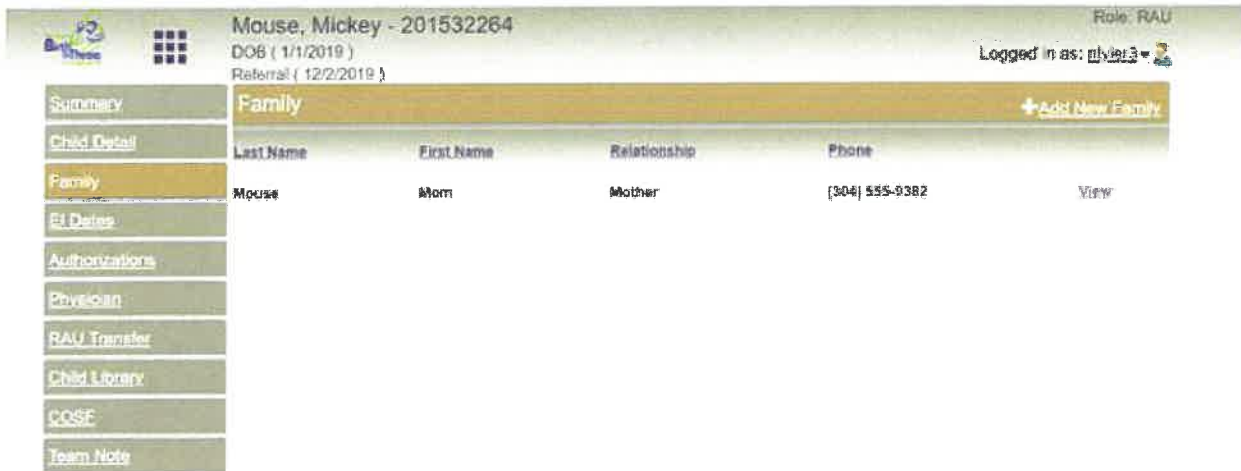 Birth
Three
Mouse, Mickey - 201532264
DOB ( 1/1/2019 )
Referral ( 12/2/2019 )
Role: RAU
Logged in as:
Summary
Child Detail
Family
EI Dates
Authorizations
Physician
RAU Transfer
Child Library
COSF
Team Note
Family
Add New Family
Last Name First Name Relationship Phone
Mouse Mom Mother (304) 555-9382 View